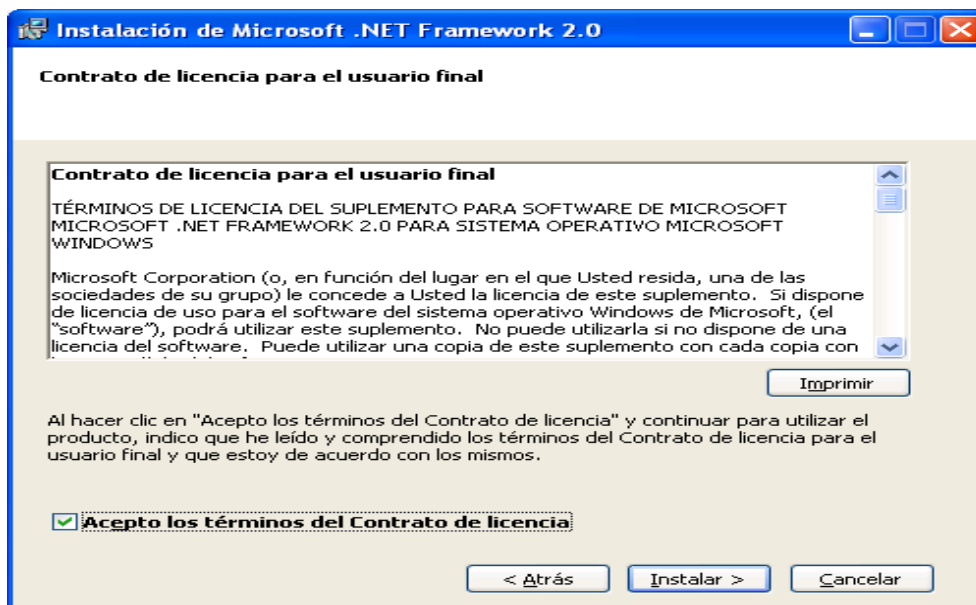 Instalación de Microsoft .NET Framework 2.0
Contrato de licencia para el usuario final
Contrato de licencia para el usuario final
TÉRMINOS DE LICENCIA DEL SUPLEMENTO PARA SOFTWARE DE MICROSOFT
MICROSOFT .NET FRAMEWORK 2.0 PARA SISTEMA OPERATIVO MICROSOFT
WINDOWS
Microsoft Corporation (o, en función del lugar en el que Usted resida, una de las
sociedades de su grupo) le concede a Usted la licencia de este suplemento.  Si dispone
de licencia de uso para el software del sistema operativo Windows de Microsoft, (el
“software”), podrá utilizar este suplemento.  No puede utilizarla si no dispone de una
licencia del software.  Puede utilizar una copia de este suplemento con cada copia con
Imprimir
Al hacer clic en "Acepto los términos del Contrato de licencia" y continuar para utilizar el
producto, indico que he leído y comprendido los términos del Contrato de licencia para el
usuario final y que estoy de acuerdo con los mismos.
Acepto los términos del Contrato de licencia
< Atrás
Instalar >
Cancelar